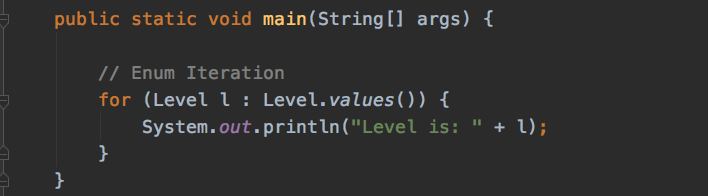 public static void main(String[] args) {
// Enum Iteration
for (Level l : Level.values()) {
System.out.println("Level is: " + l);
}
}